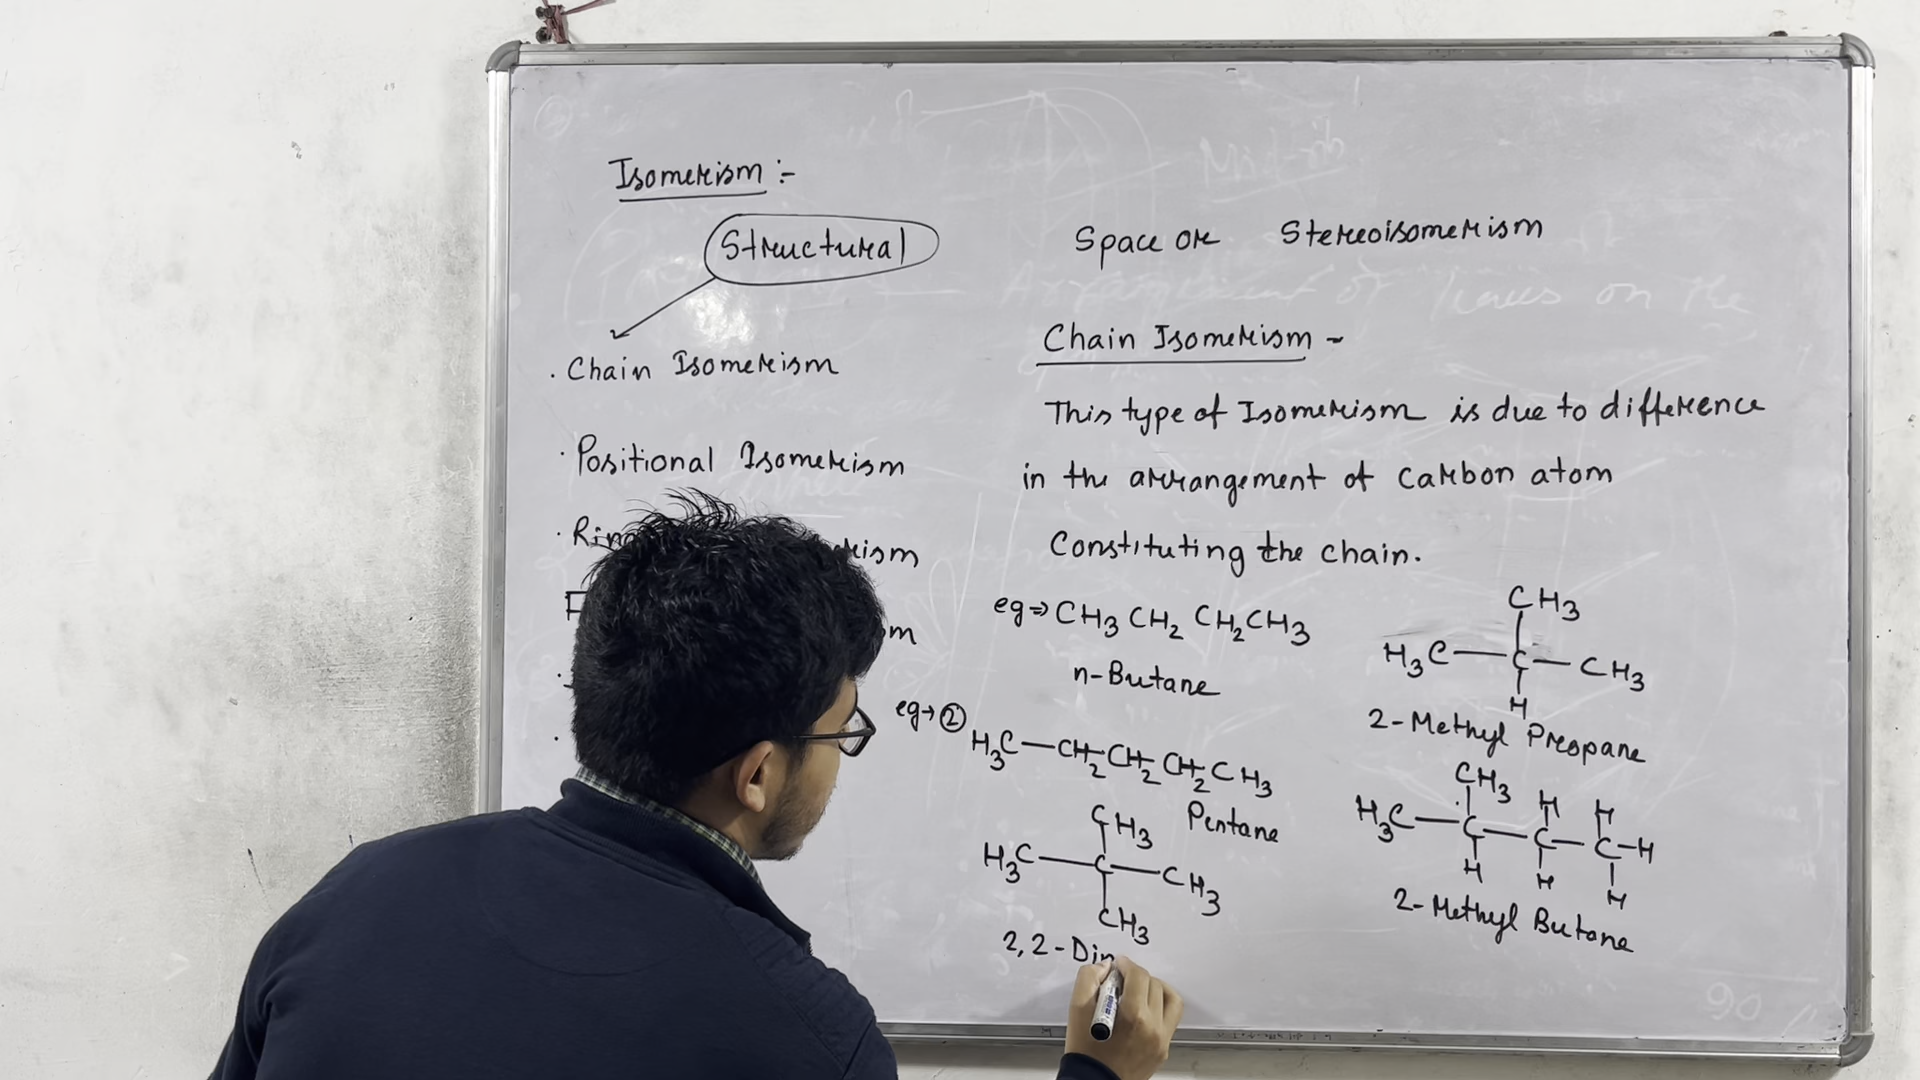 Isomerism :-
Structural
Space or Stereoisomerism
. Chain Isomerism
. Positional Isomerism
Chain Isomerism -
This type of Isomerism is due to difference
in the arrangement of Carbon atom
Constituting the chain.
eg⇒ CH3 CH2 CH2 CH3
n-Butane
CH3
H3C—C—CH3
H
2-Methyl Propane
eg→ ②
H3C—CH2-CH2-CH2-CH3
Pentane
CH3
H3C—C—CH3
CH3
2,2-Dim
CH3 H H
H3C—C—C—C-H
H H H
2-Methyl Butane